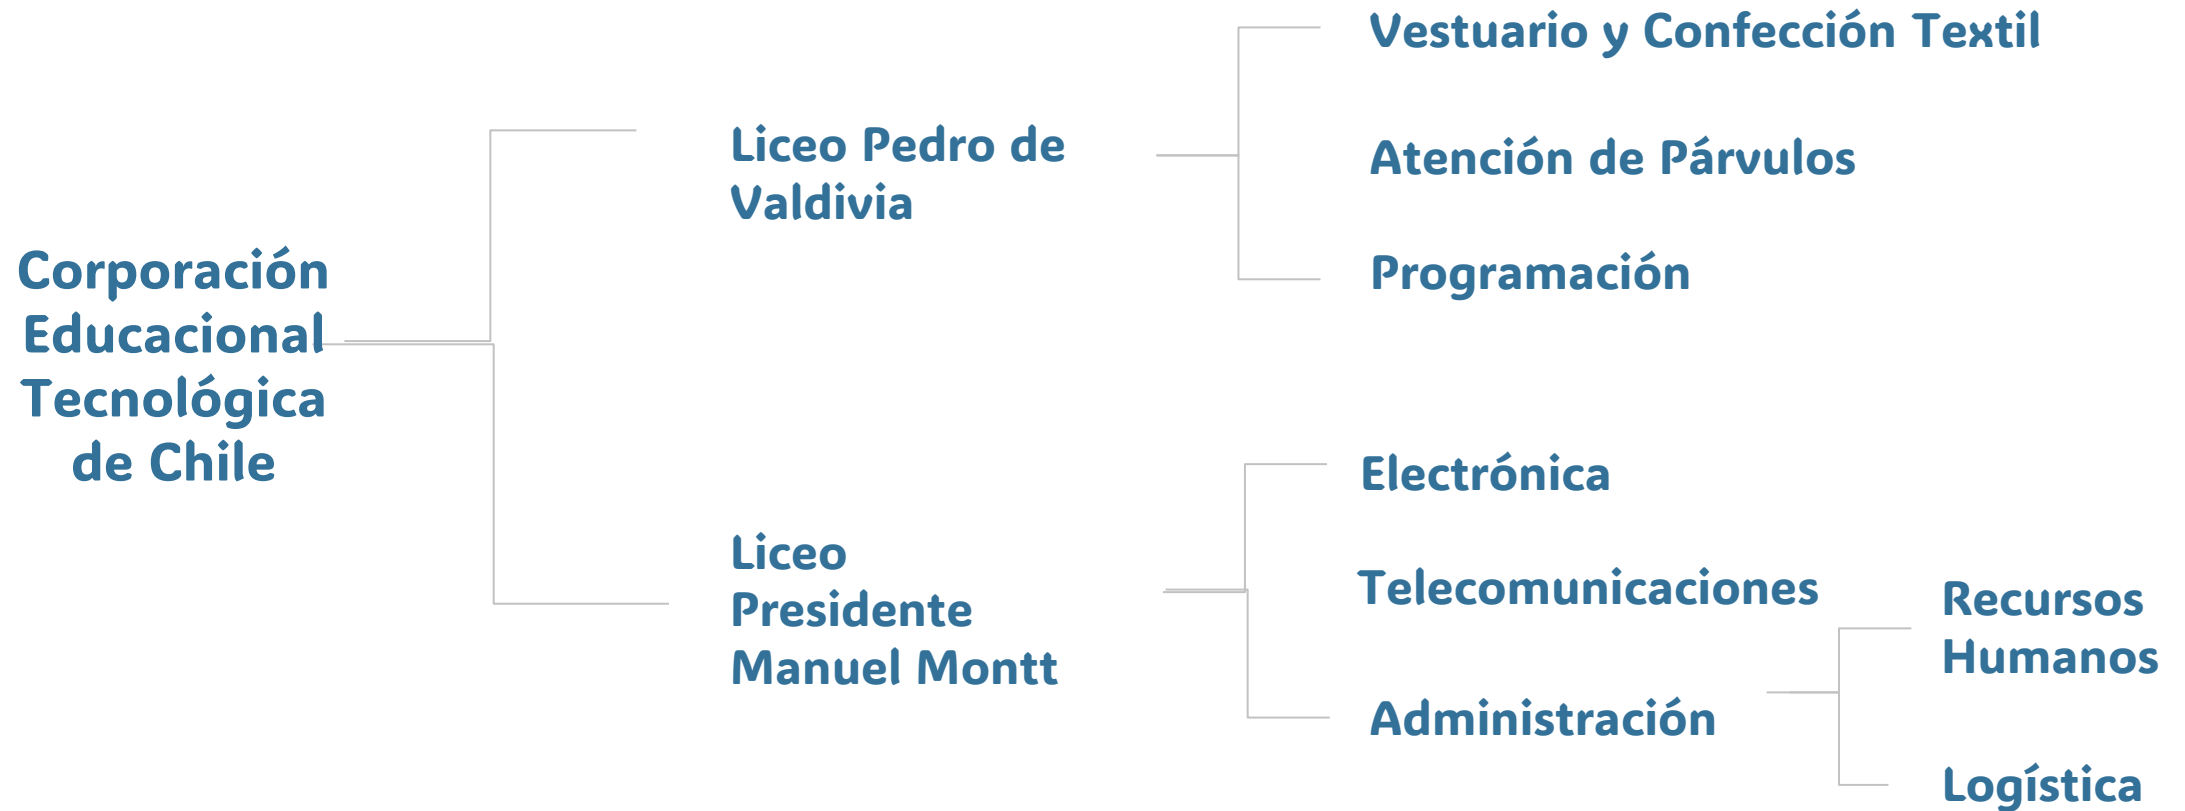 Corporación
Educacional
Tecnológica
de Chile
Liceo Pedro de
Valdivia
Vestuario y Confección Textil
Atención de Párvulos
Programación
Liceo
Presidente
Manuel Montt
Electrónica
Telecomunicaciones
Administración
Recursos
Humanos
Logística